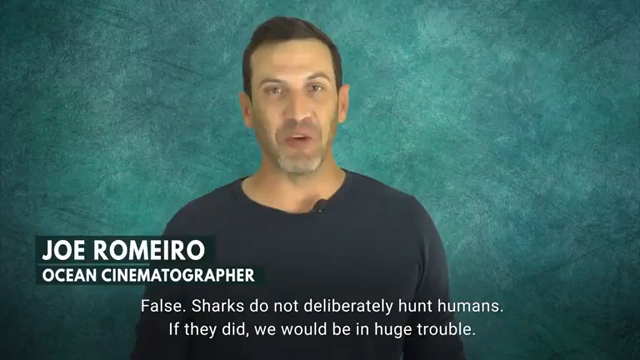 JOE ROMEIRO
OCEAN CINEMATOGRAPHER
False. Sharks do not deliberately hunt humans.
If they did, we would be in huge trouble.